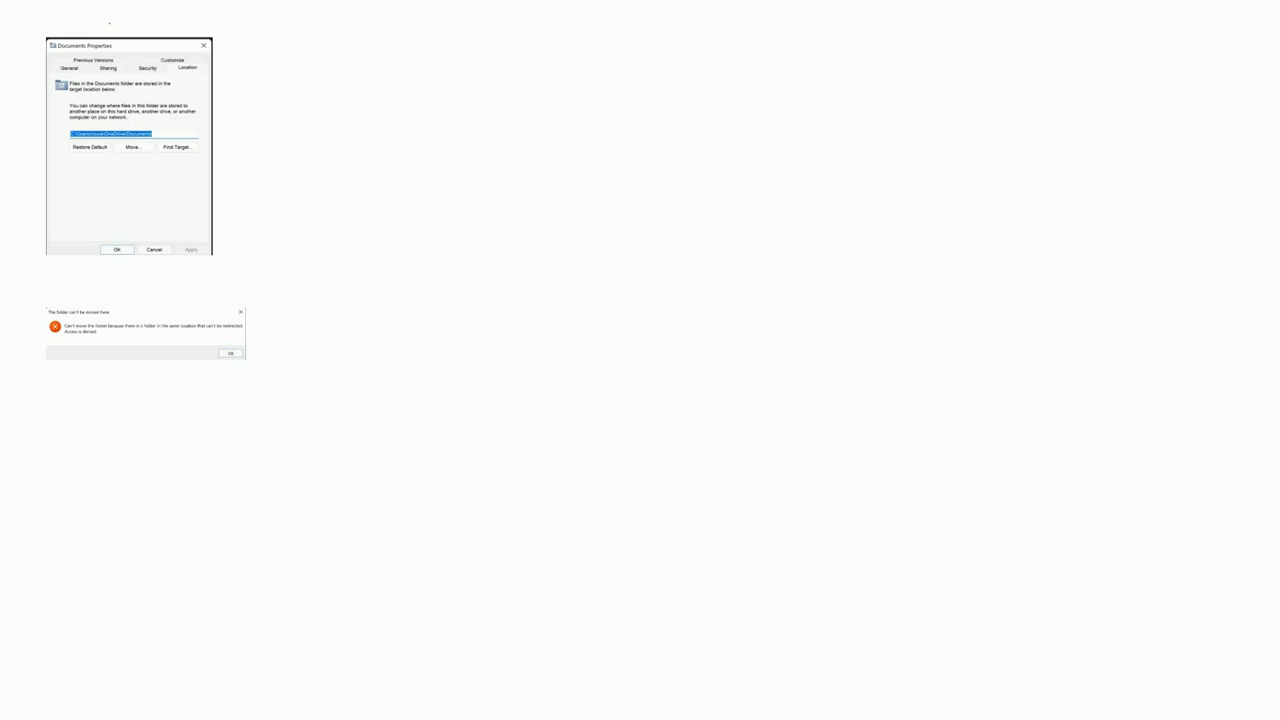 Documents Properties
Previous Versions Customize
General Sharing Security Location
Files in the Documents folder are stored in the
target location below.
You can change where files in this folder are stored to
another place on this hard drive, another drive, or another
computer on your network.
Restore Default Move... Find Target...
OK Cancel Apply
The folder can't be moved here
Can't move the folder because there is a folder in the same location that can't be redirected.
Access is denied.
OK